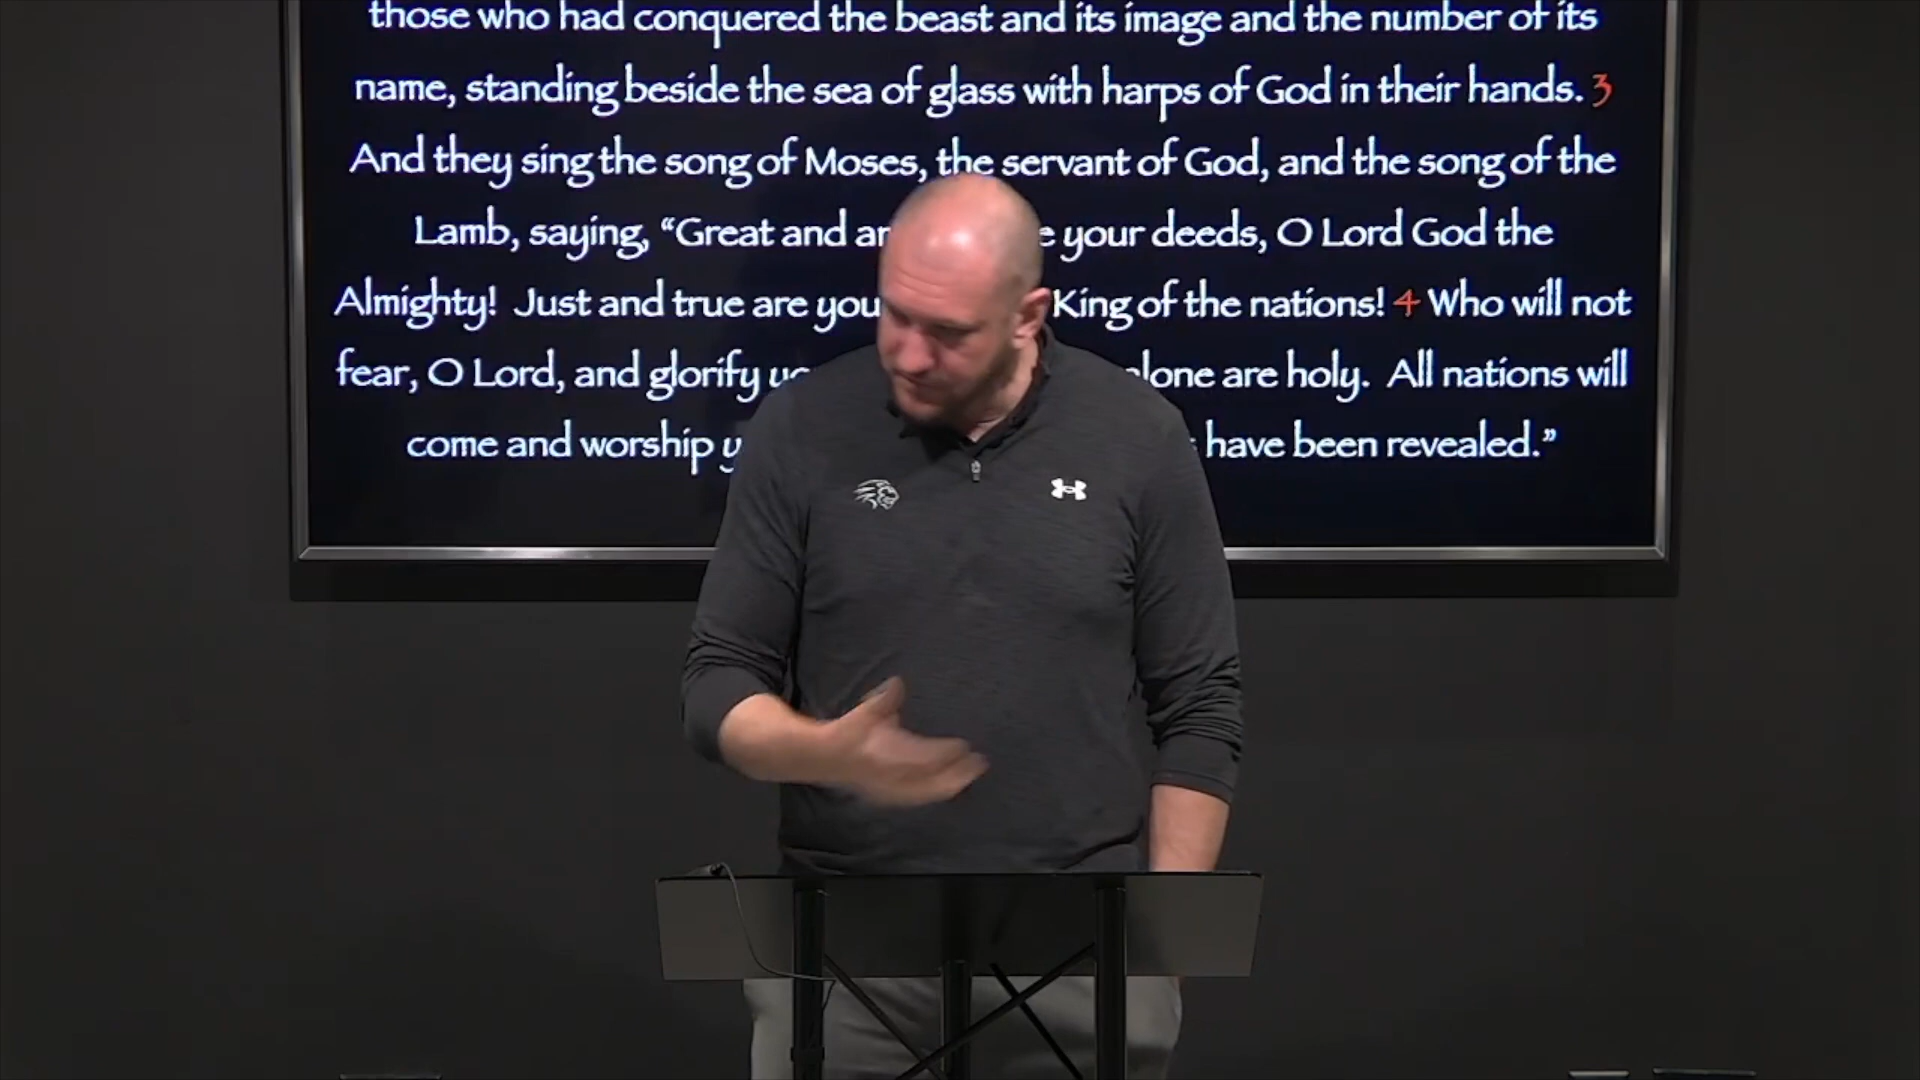 those who had conquered the beast and its image and the number of its
name, standing beside the sea of glass with harps of God in their hands. 3
And they sing the song of Moses, the servant of God, and the song of the
Lamb, saying, “Great and your deeds, O Lord God the
Almighty! Just and true are King of the nations! 4 Who will not
fear, O Lord, and glorify are holy. All nations will
come and worship have been revealed.”